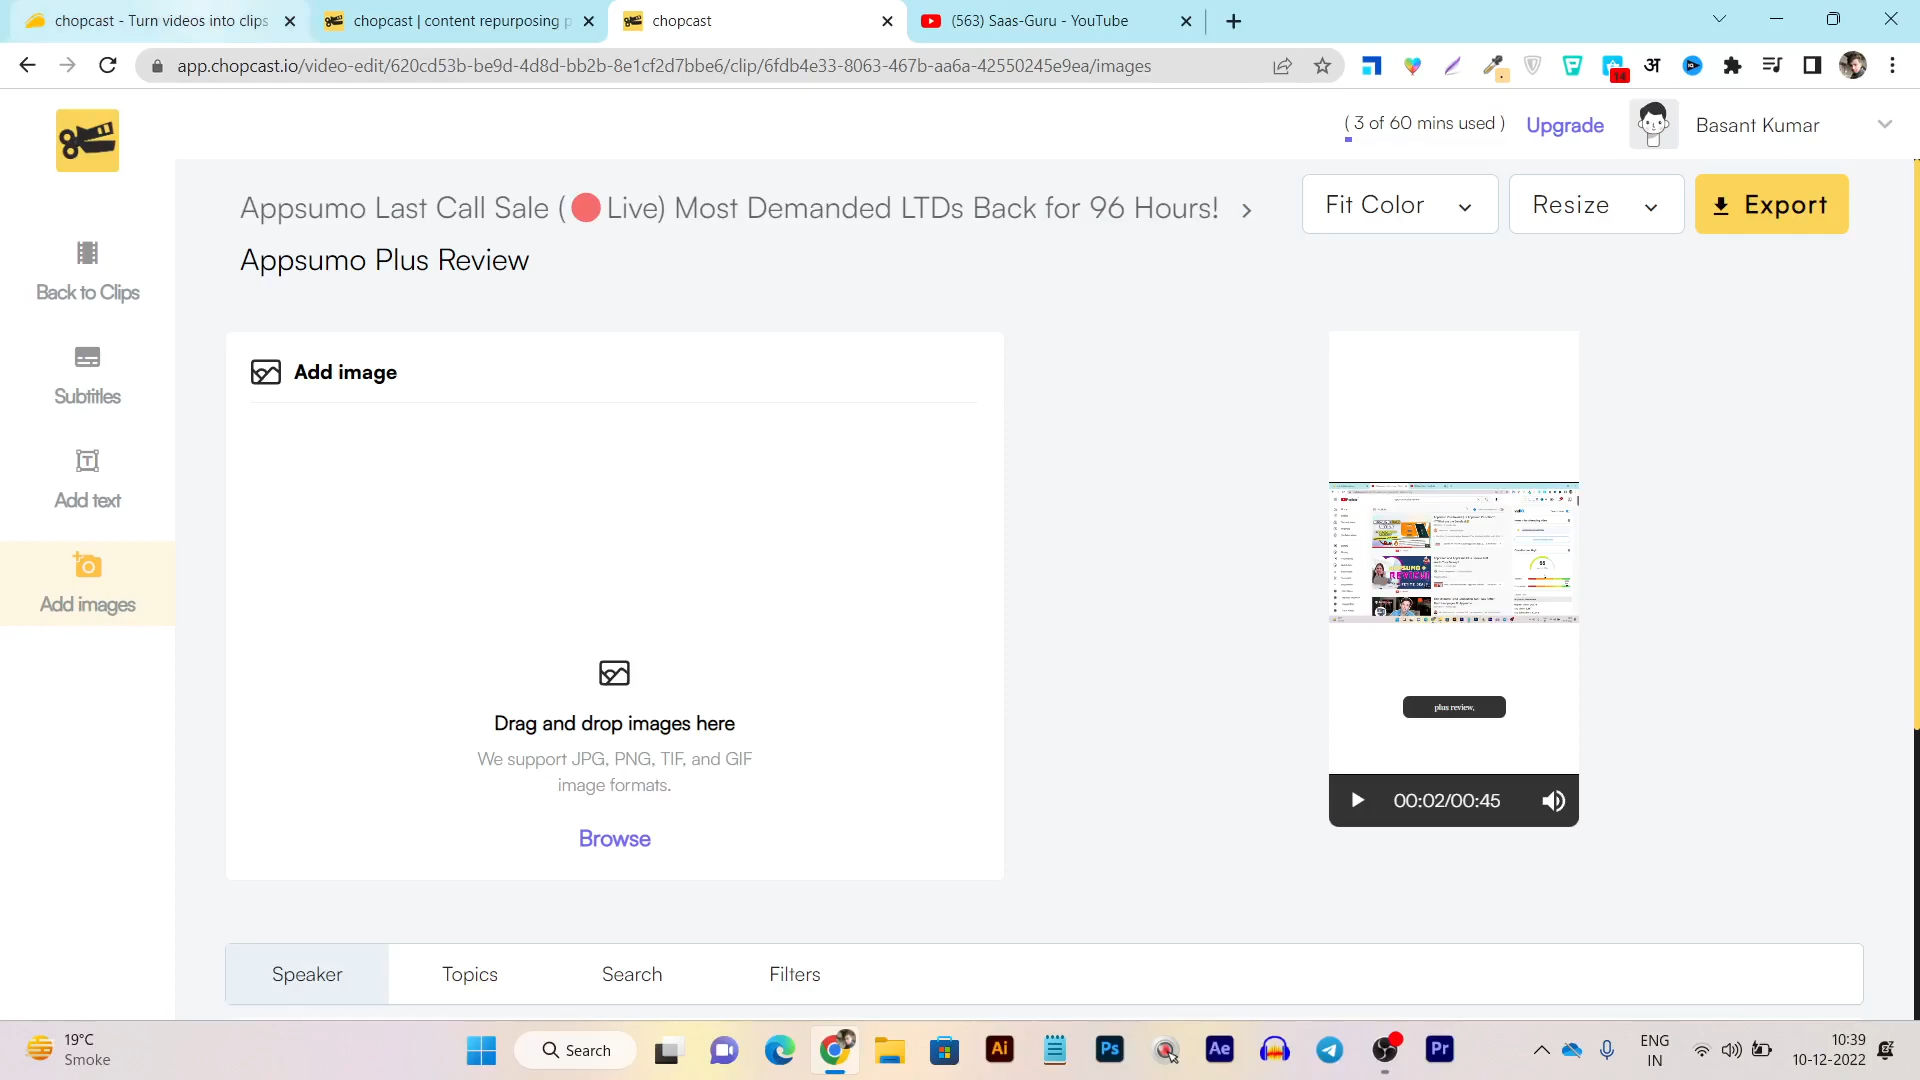 chopcast - Turn videos into clips
chopcast | content repurposing p
chopcast
(563) Saas-Guru - YouTube
app.chopcast.io/video-edit/620cd53b-be9d-4d8d-bb2b-8e1cf2d7bbe6/clip/6fdb4e33-8063-467b-aa6a-42550245e9ea/images
14
अ
( 3 of 60 mins used )
Upgrade
Basant Kumar
Appsumo Last Call Sale (🔴Live) Most Demanded LTDs Back for 96 Hours! >
Appsumo Plus Review
Fit Color
Resize
Export
Back to Clips
Subtitles
Add text
Add images
Add image
Drag and drop images here
We support JPG, PNG, TIF, and GIF
image formats.
Browse
plus review,
00:02/00:45
Speaker
Topics
Search
Filters
19°C
Smoke
Search
Ai
Ps
Ae
Pr
ENG
IN
10:39
10-12-2022